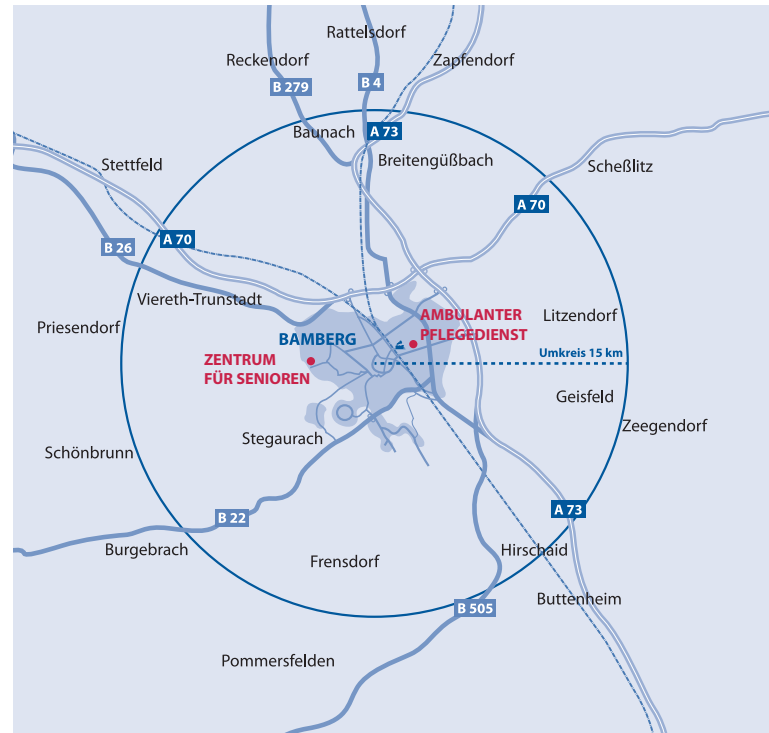 Rattelsdorf
Reckendorf
Zapfendorf
B 279
B 4
Baunach
A 73
Breitengüßbach
Stettfeld
Scheßlitz
A 70
A 70
B 26
Viereth-Trunstadt
Priesendorf
AMBULANTER
PFLEGEDIENST
Litzendorf
BAMBERG
ZENTRUM
FÜR SENIOREN
Umkreis 15 km
Geisfeld
Zeegendorf
Stegaurach
Schönbrunn
A 73
B 22
Burgebrach
Frensdorf
Hirschaid
Buttenheim
B 505
Pommersfelden